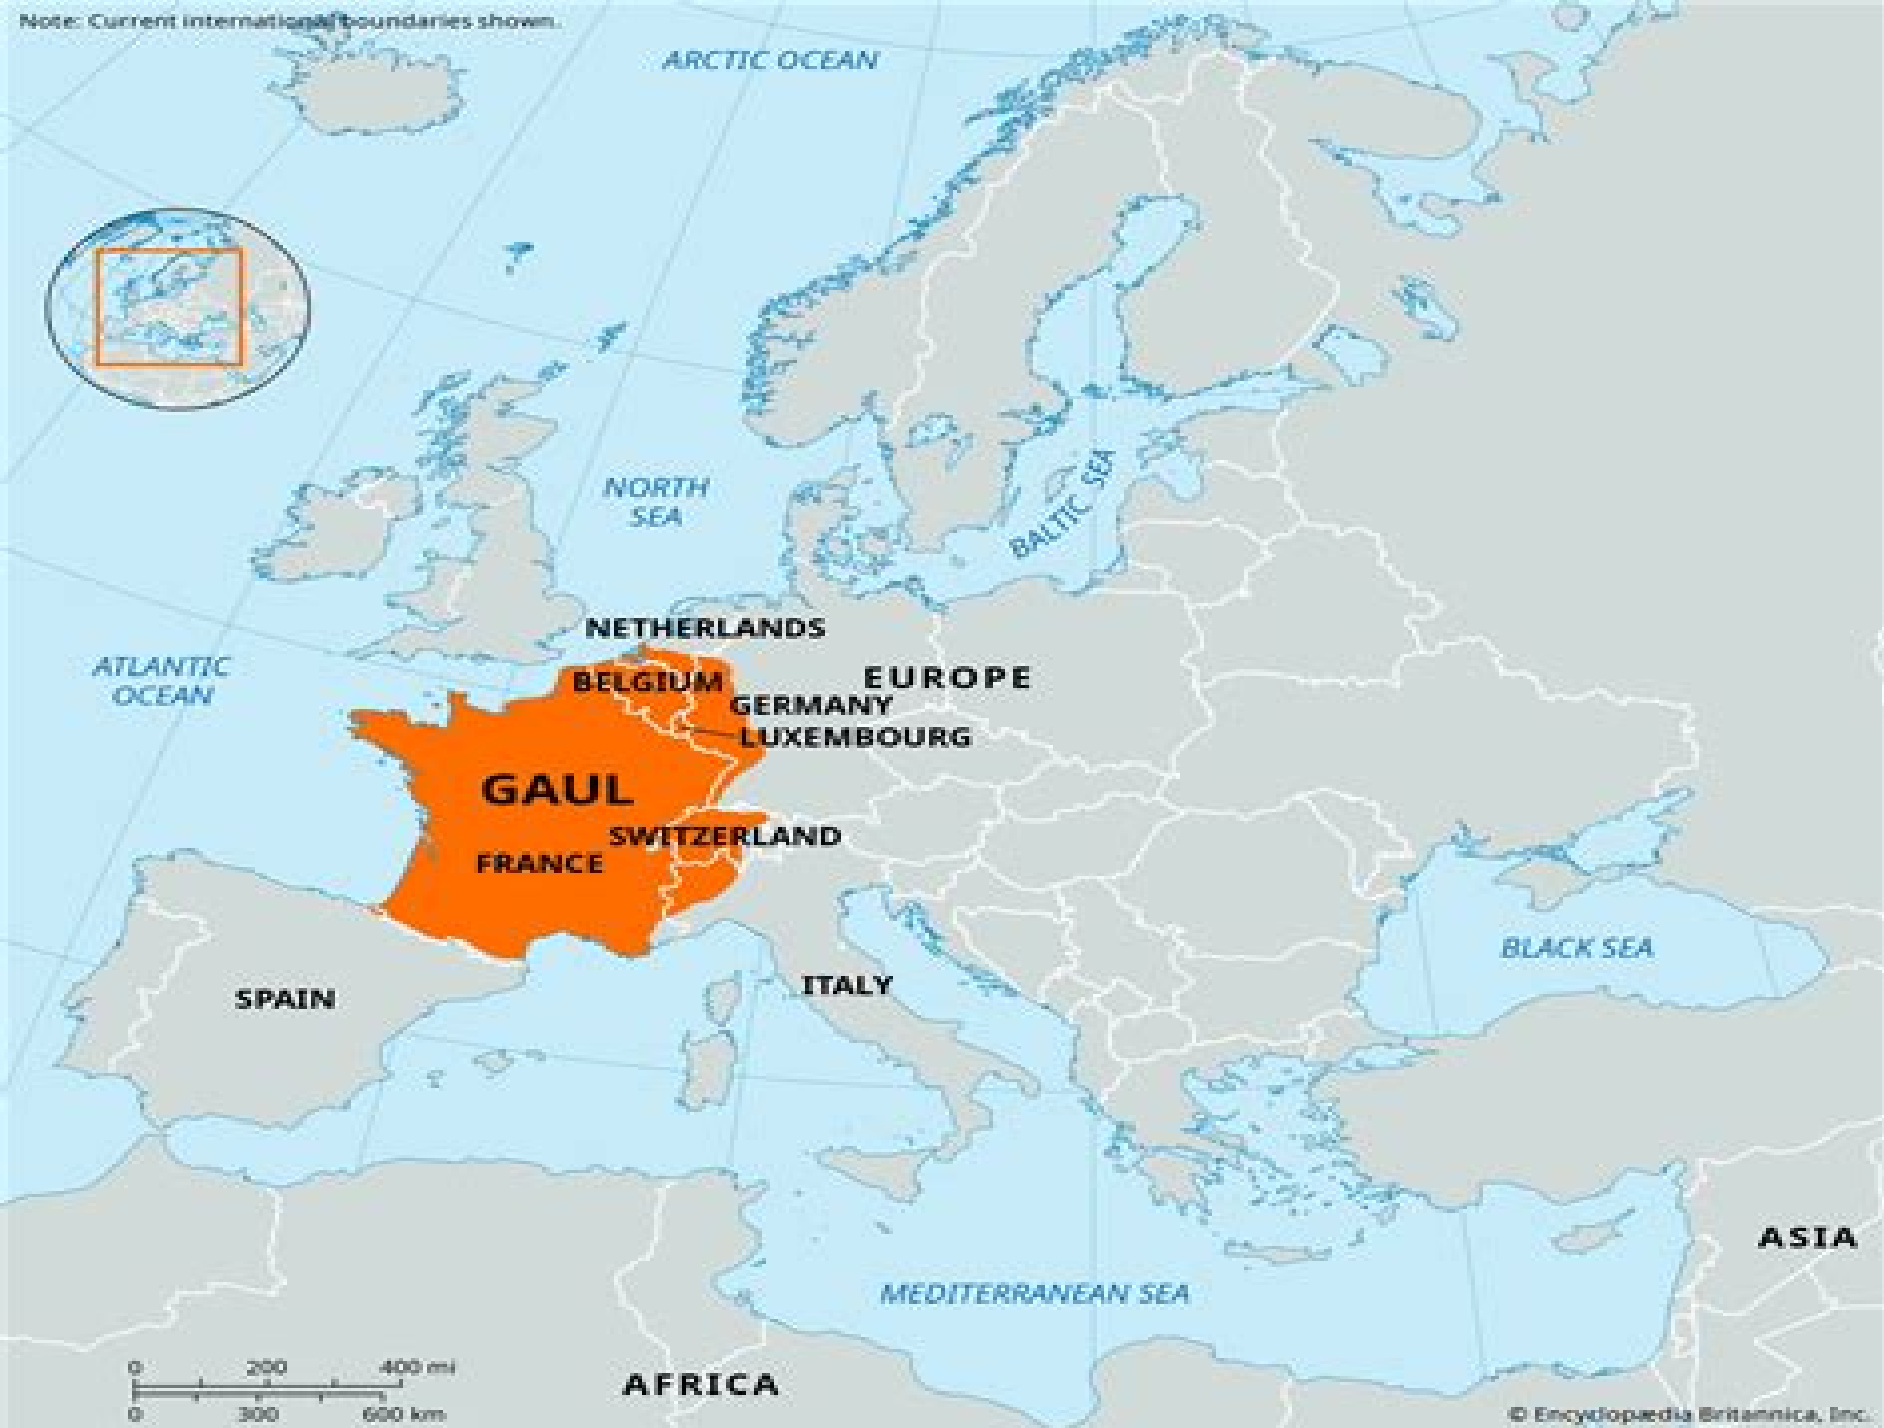 Note: Current international boundaries shown.
ARCTIC OCEAN
NORTH
SEA
BALTIC SEA
NETHERLANDS
ATLANTIC
OCEAN
BELGIUM
EUROPE
GERMANY
LUXEMBOURG
GAUL
SWITZERLAND
FRANCE
BLACK SEA
SPAIN
ITALY
ASIA
MEDITERRANEAN SEA
0 200 400 mi
AFRICA
0 300 600 km
© Encyclopædia Britannica, Inc.